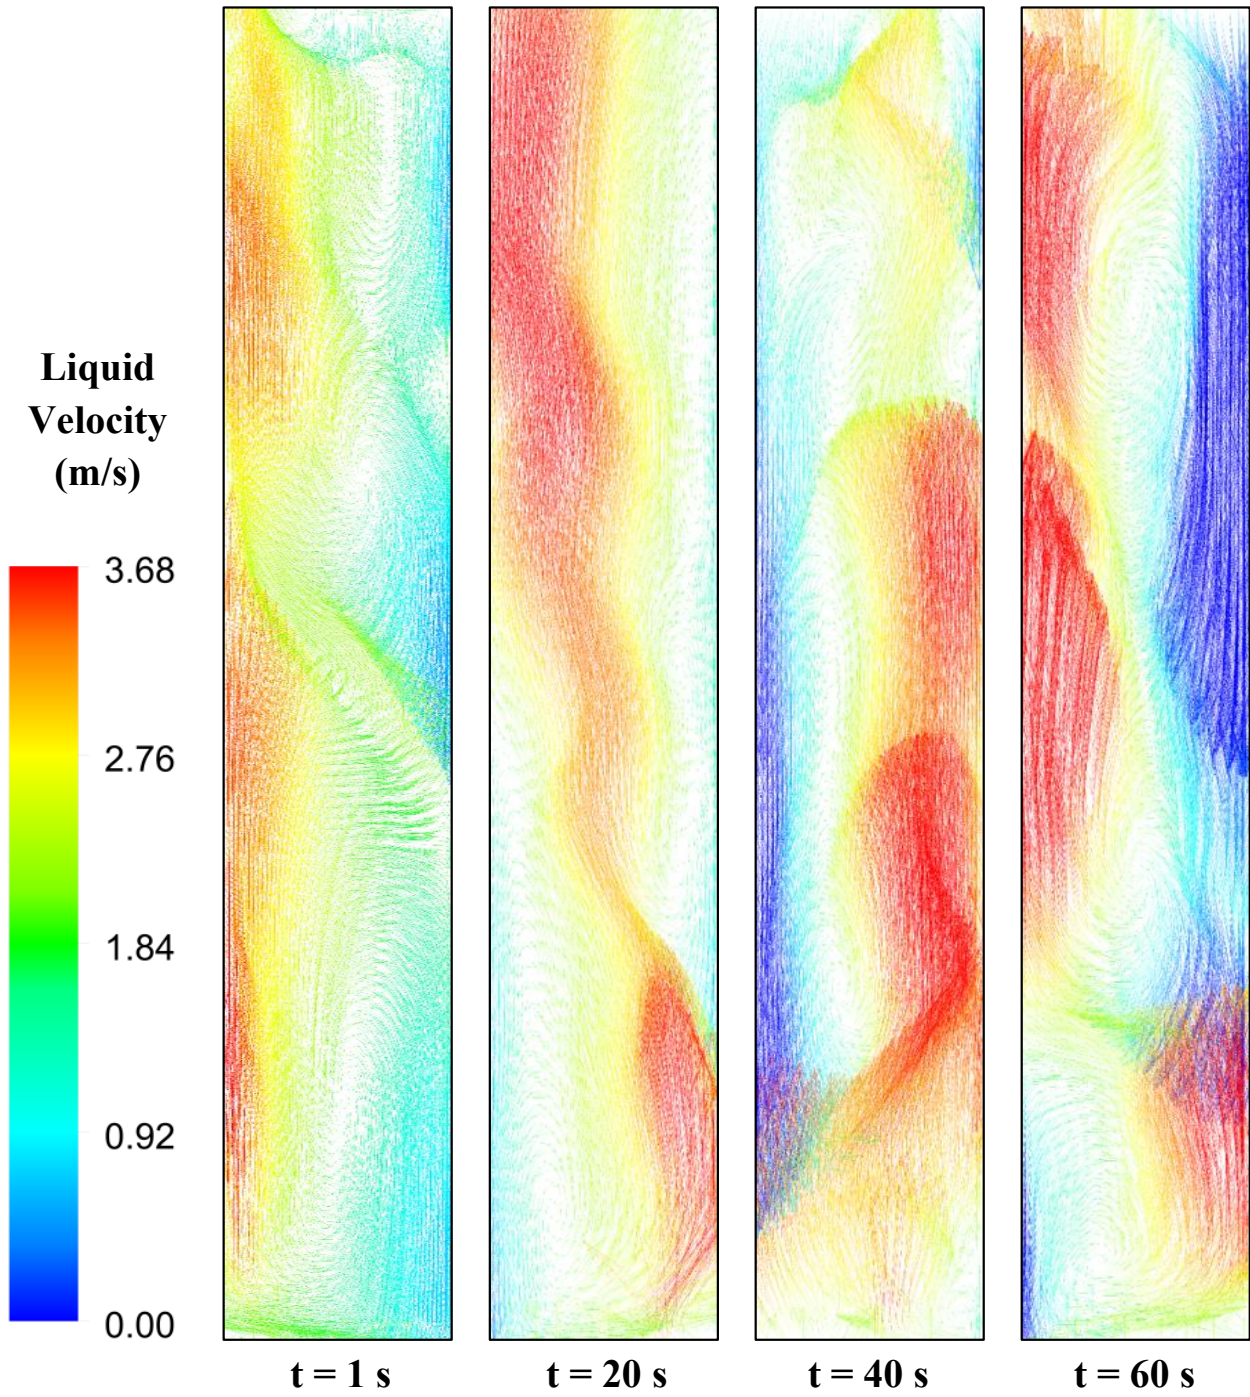 Liquid
Velocity
(m/s)
3.68
2.76
1.84
0.92
0.00
t = 1 s
t = 20 s
t = 40 s
t = 60 s